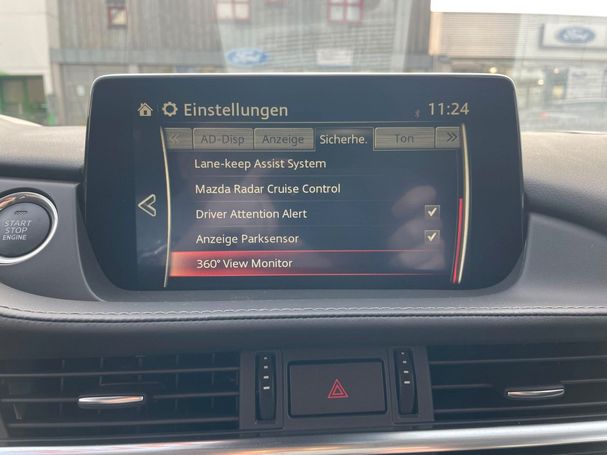 Ford
Ford
Einstellungen 11:24
AD-Disp Anzeige Sicherhe. Ton
Lane-keep Assist System
Mazda Radar Cruise Control
Driver Attention Alert
Anzeige Parksensor
360° View Monitor
START
STOP
ENGINE